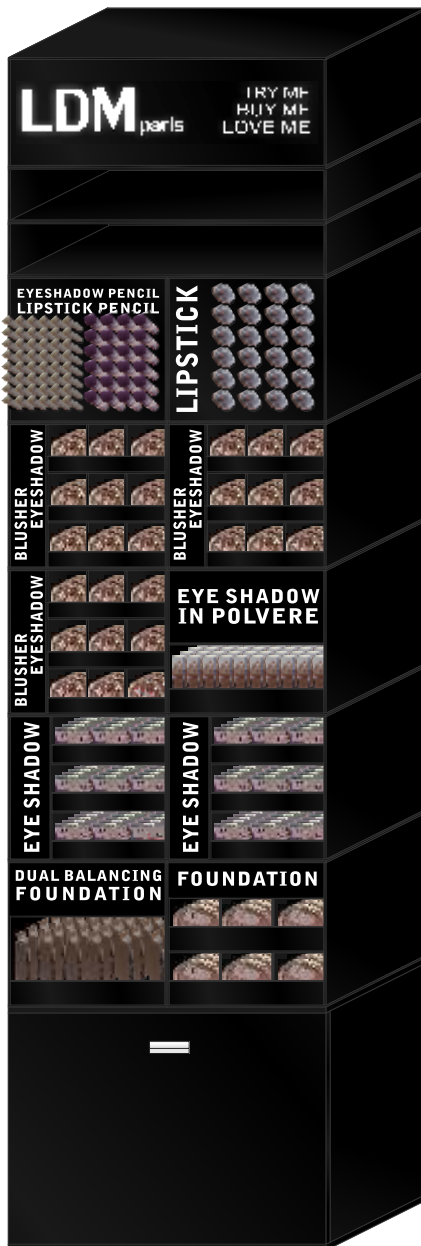 LDM paris
TRY ME
BUY ME
LOVE ME
EYESHADOW PENCIL
LIPSTICK PENCIL
LIPSTICK
BLUSHER
EYESHADOW
BLUSHER
EYESHADOW
BLUSHER
EYESHADOW
EYE SHADOW
IN POLVERE
EYE SHADOW
EYE SHADOW
DUAL BALANCING
FOUNDATION
FOUNDATION